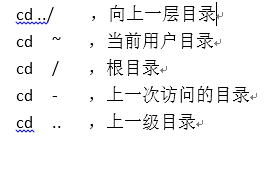 cd ../ ，向上一层目录
cd ~ ，当前用户目录
cd / ，根目录
cd - ，上一次访问的目录
cd .. ，上一级目录